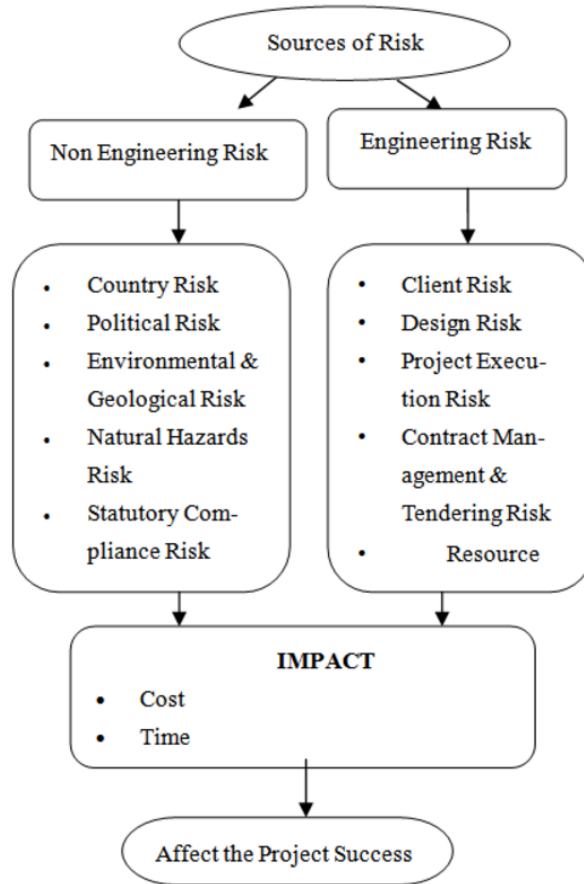 Sources of Risk
Non Engineering Risk
Engineering Risk
• Country Risk
• Political Risk
• Environmental &
Geological Risk
• Natural Hazards
Risk
• Statutory Com-
pliance Risk
• Client Risk
• Design Risk
• Project Execu-
tion Risk
• Contract Man-
agement &
Tendering Risk
• Resource
IMPACT
• Cost
• Time
Affect the Project Success